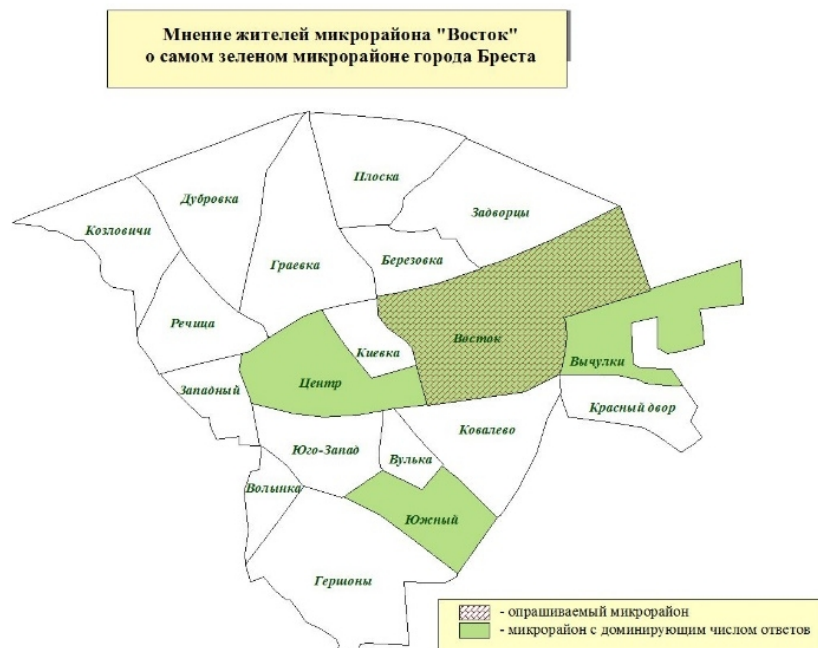 Мнение жителей микрорайона "Восток"
о самом зеленом микрорайоне города Бреста
Плоска
Дубровка
Задворцы
Козловичи
Граевка
Березовка
Речица
Восток
Киевка
Вычулки
Западный
Центр
Красный двор
Ковалево
Юго-Запад
Вулька
Волынка
Южный
Гершоны
- опрашиваемый микрорайон
- микрорайон с доминирующим числом ответов